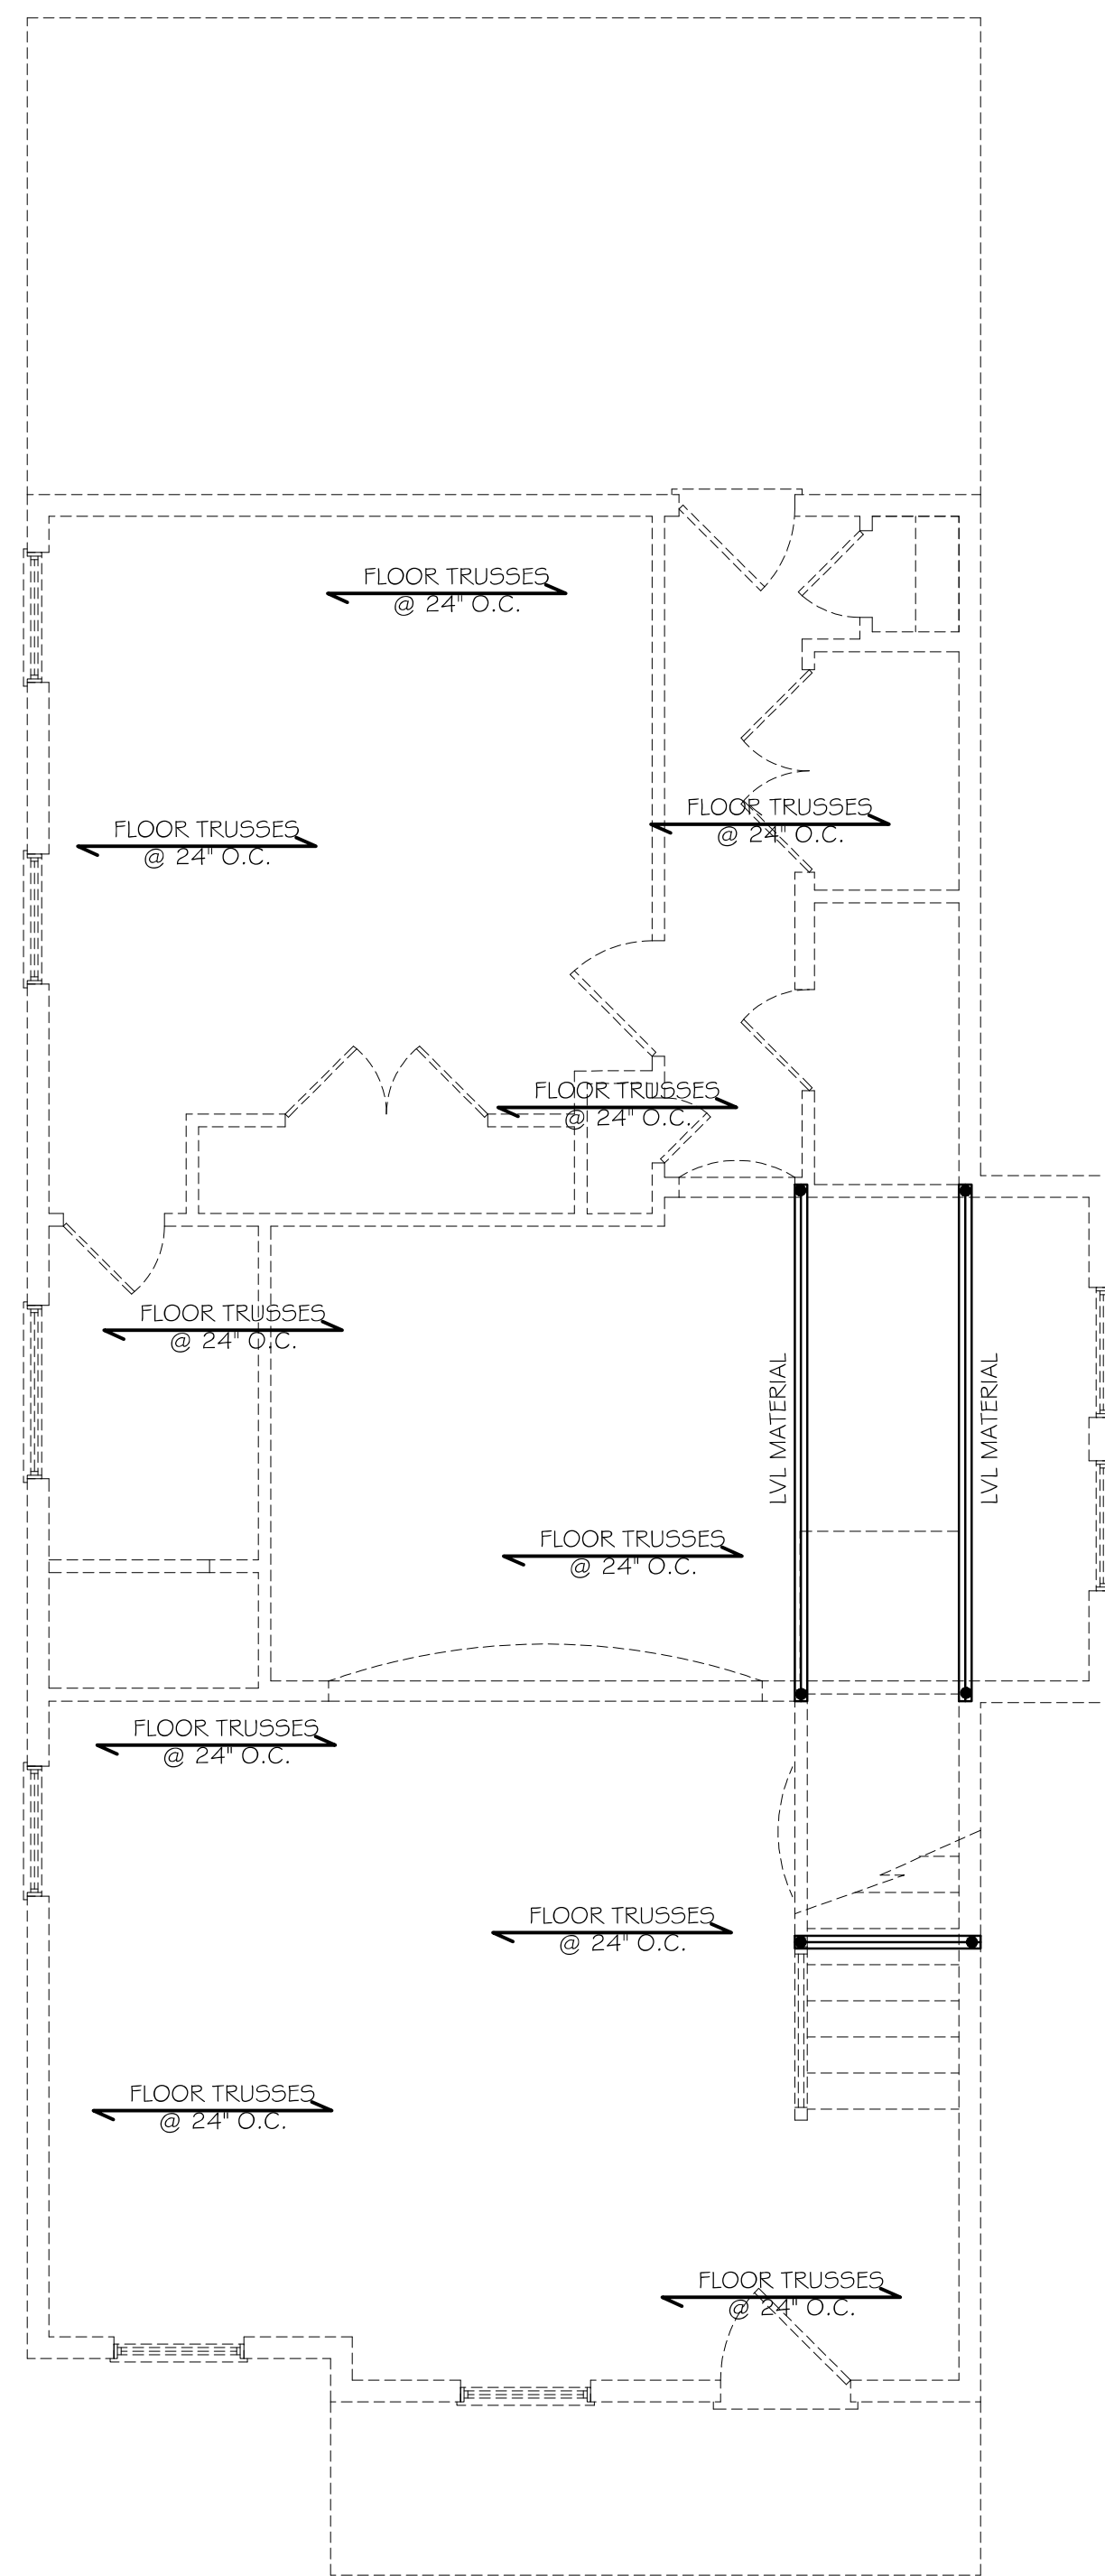 FLOOR TRUSSES
@ 24" O.C.
FLOOR TRUSSES
@ 24" O.C.
FLOOR TRUSSES
@ 24" O.C.
FLOOR TRUSSES
@ 24" O.C.
FLOOR TRUSSES
@ 24" O.C.
LVL MATERIAL
LVL MATERIAL
FLOOR TRUSSES
@ 24" O.C.
FLOOR TRUSSES
@ 24" O.C.
FLOOR TRUSSES
@ 24" O.C.
FLOOR TRUSSES
@ 24" O.C.
FLOOR TRUSSES
@ 24" O.C.